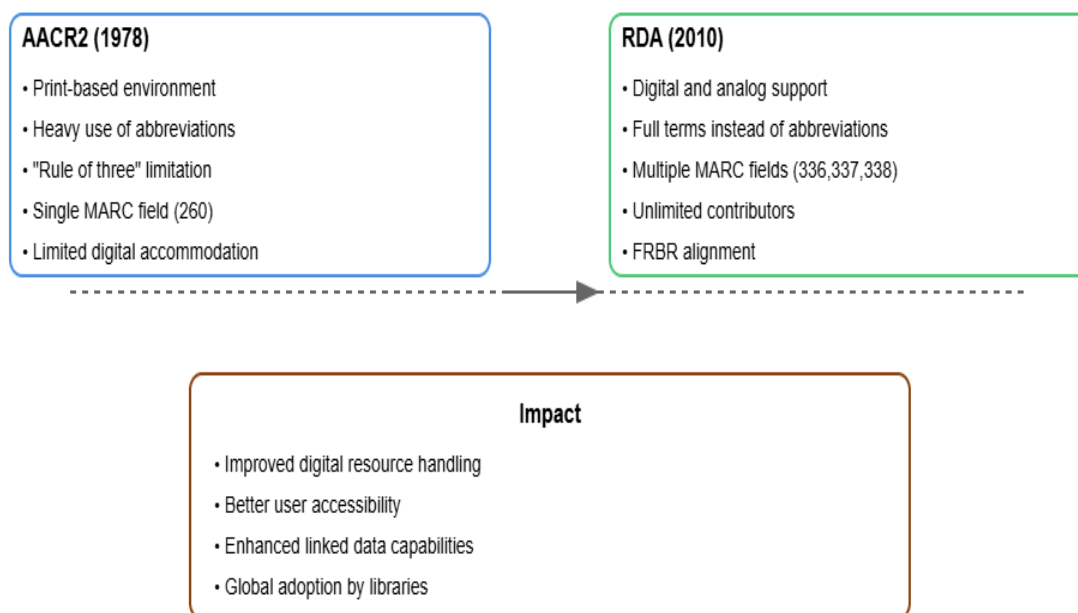 AACR2 (1978)
• Print-based environment
• Heavy use of abbreviations
• "Rule of three" limitation
• Single MARC field (260)
• Limited digital accommodation
RDA (2010)
• Digital and analog support
• Full terms instead of abbreviations
• Multiple MARC fields (336,337,338)
• Unlimited contributors
• FRBR alignment
Impact
• Improved digital resource handling
• Better user accessibility
• Enhanced linked data capabilities
• Global adoption by libraries